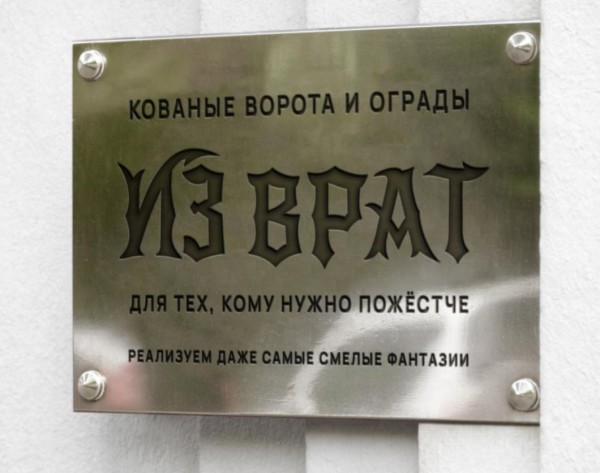 КОВАНЫЕ ВОРОТА И ОГРАДЫ
ИЗ ВРАТ
ДЛЯ ТЕХ, КОМУ НУЖНО ПОЖЁСТЧЕ
РЕАЛИЗУЕМ ДАЖЕ САМЫЕ СМЕЛЫЕ ФАНТАЗИИ